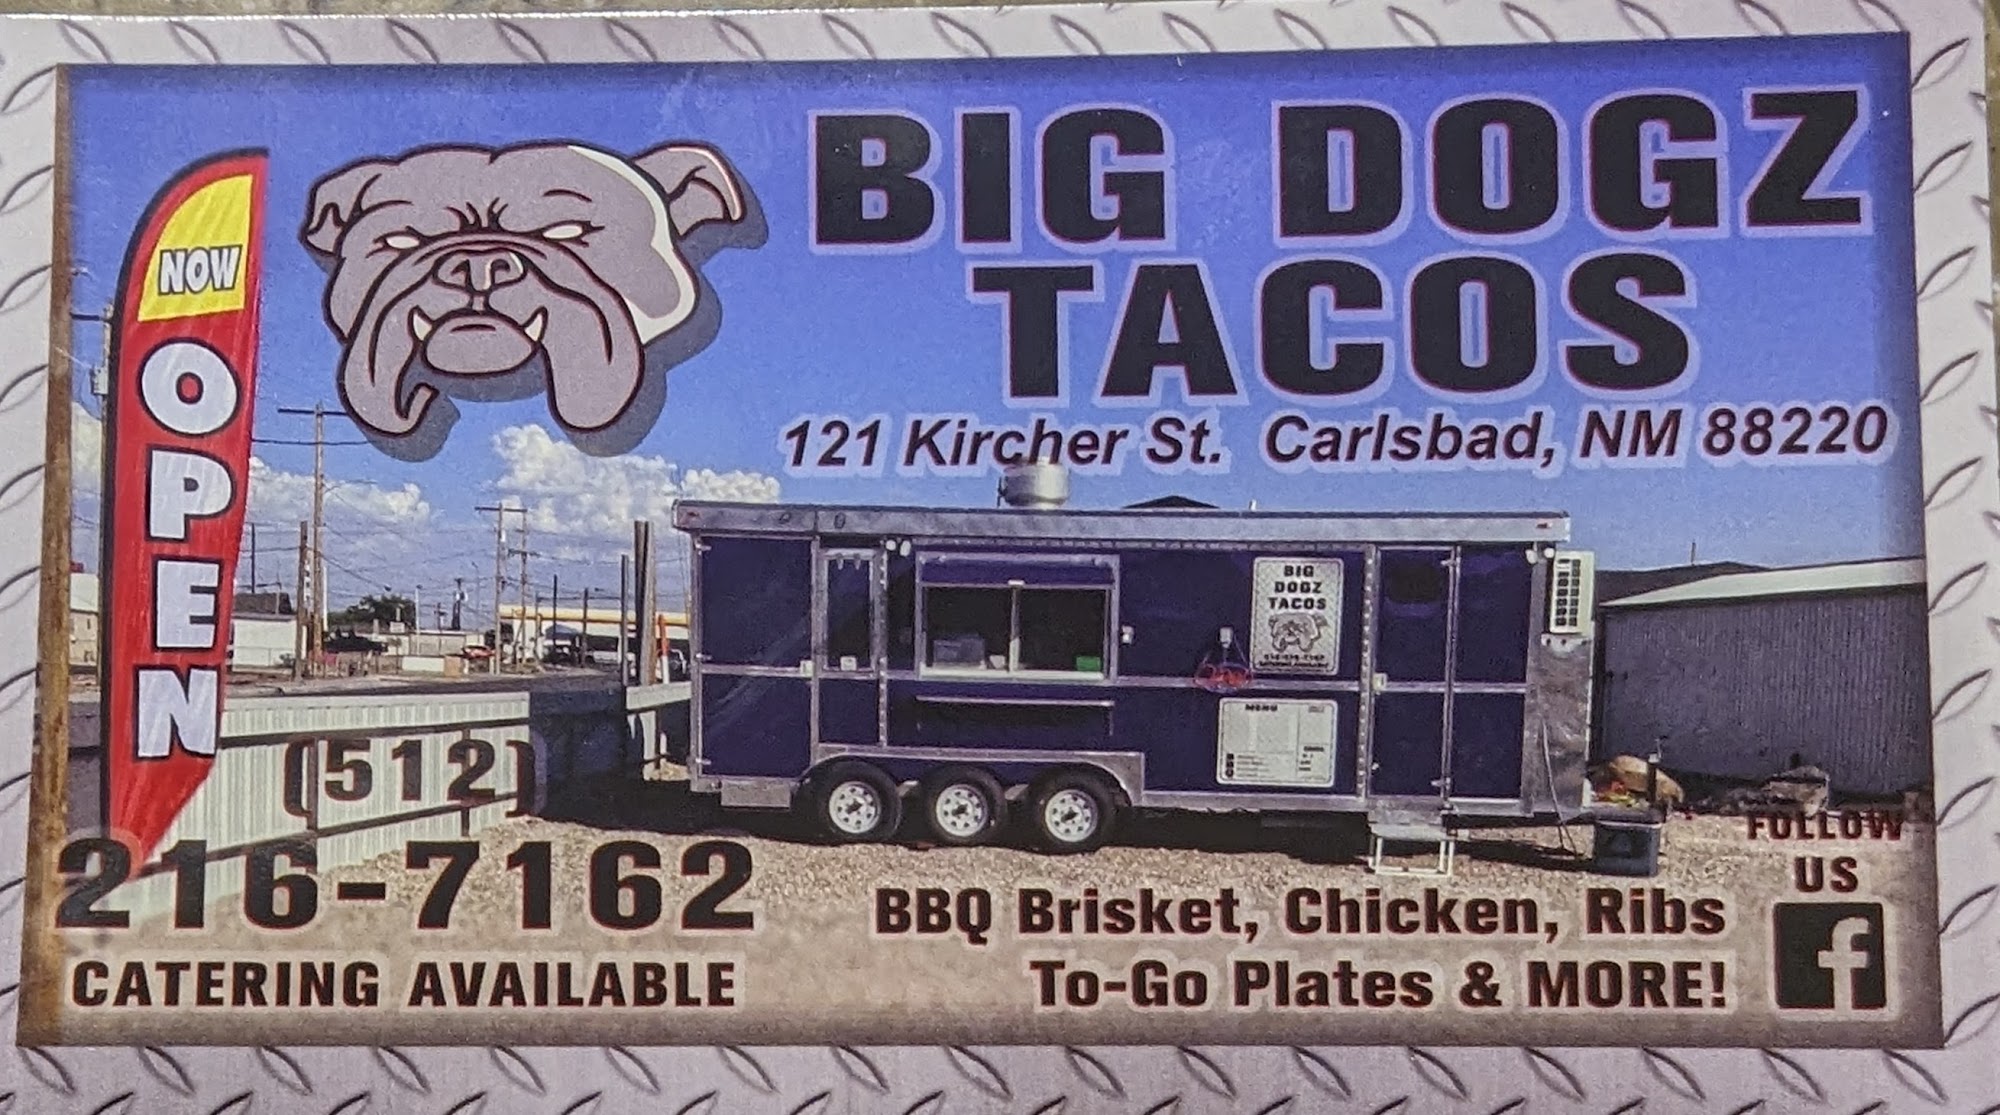 BIG DOGZ
TACOS
121 Kircher St. Carlsbad, NM 88220
NOW
OPEN
BIG
DOGZ
TACOS
MENU
(512)
216-7162
CATERING AVAILABLE
BBQ Brisket, Chicken, Ribs
To-Go Plates & MORE!
FOLLOW
US
f